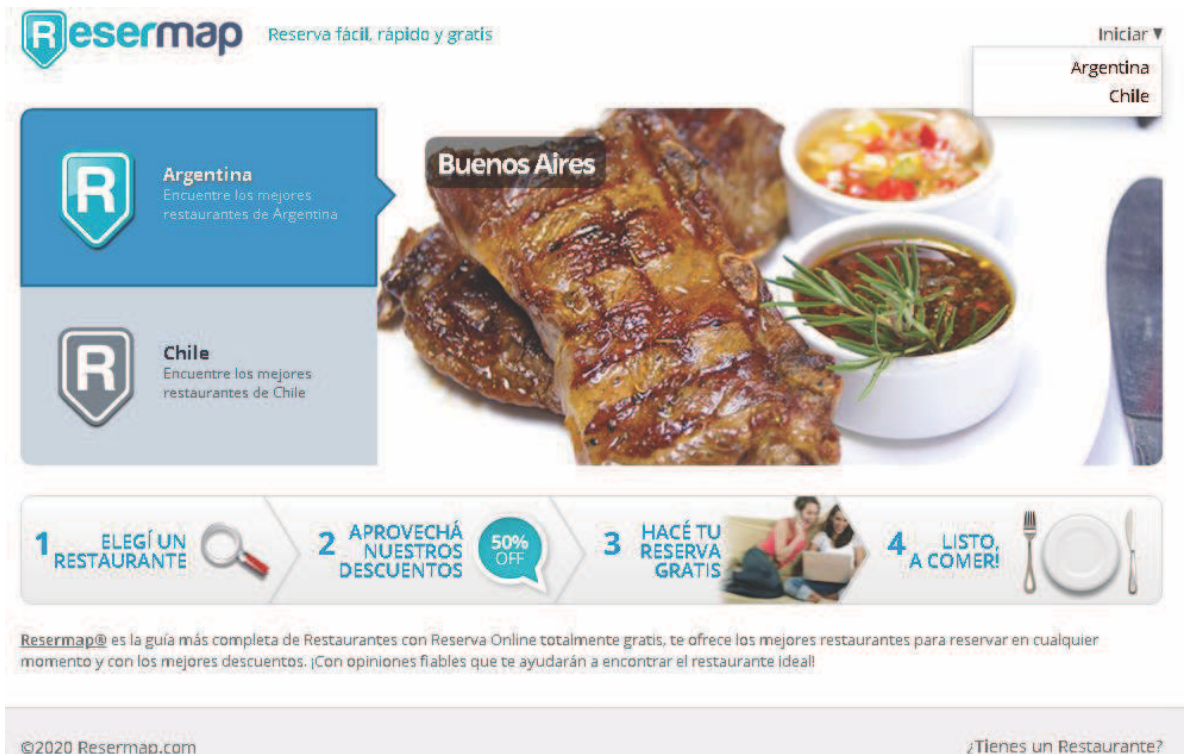 Resermap
Reserva fácil, rápido y gratis
Iniciar ▼
Argentina
Chile
R
Argentina
Encuentre los mejores
restaurantes de Argentina
Buenos Aires
R
Chile
Encuentre los mejores
restaurantes de Chile
1 ELEGÍ UN
RESTAURANTE
2 APROVECHÁ
NUESTROS
DESCUENTOS
50%
OFF
3 HACÉ TU
RESERVA
GRATIS
4 LISTO,
A COMER!
Resermap® es la guía más completa de Restaurantes con Reserva Online totalmente gratis, te ofrece los mejores restaurantes para reservar en cualquier
momento y con los mejores descuentos. ¡Con opiniones fiables que te ayudarán a encontrar el restaurante ideal!
©2020 Resermap.com
¿Tienes un Restaurante?